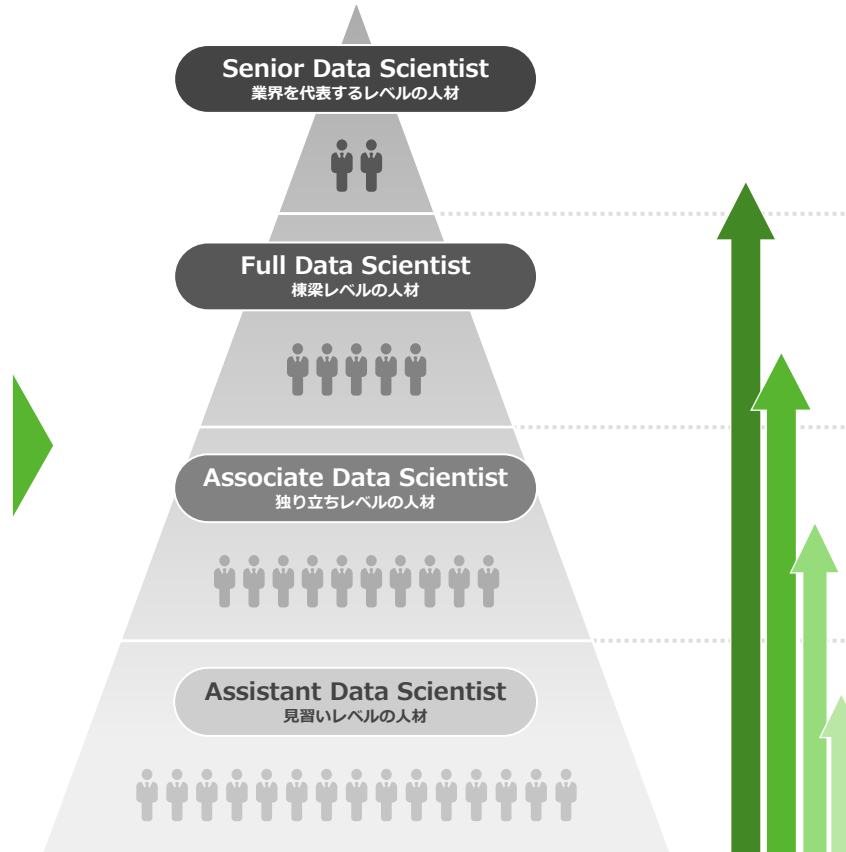 Senior Data Scientist
業界を代表するレベルの人材
Full Data Scientist
棟梁レベルの人材
Associate Data Scientist
独り立ちレベルの人材
Assistant Data Scientist
見習いレベルの人材